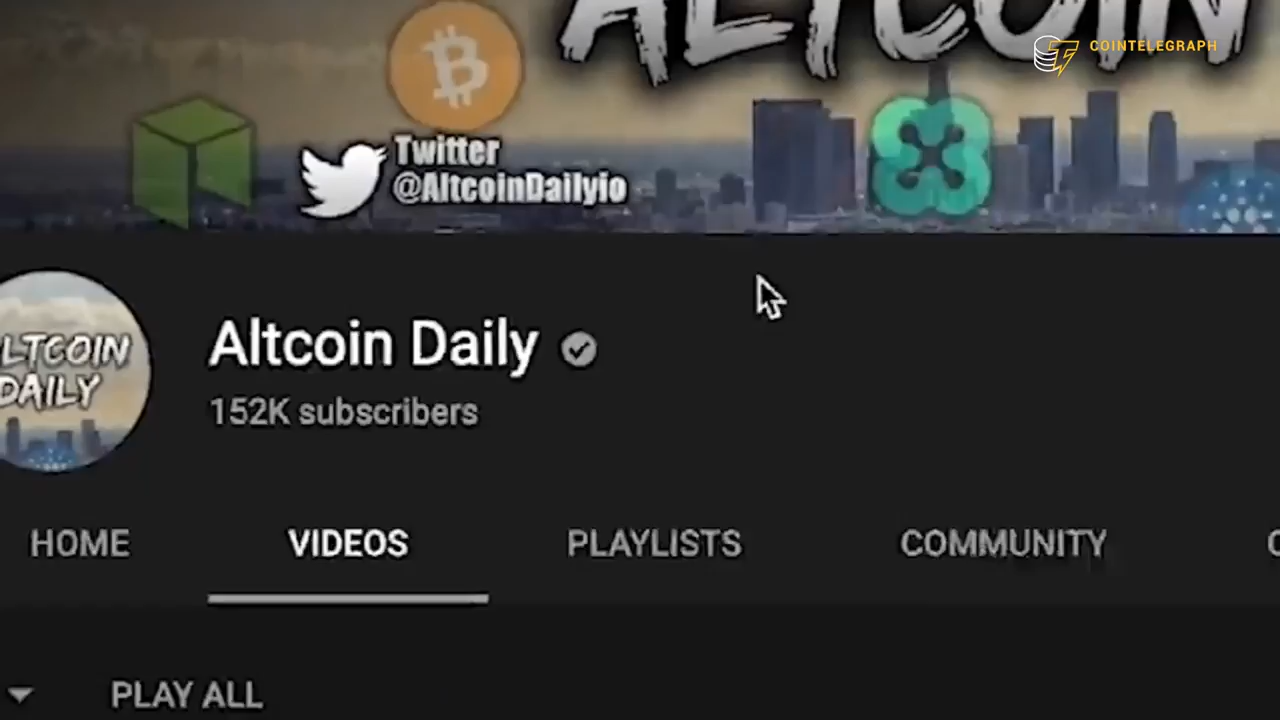 ALTCOIN
COINTELEGRAPH
Twitter
@AltcoinDailyio
LTCOIN
DAILY
Altcoin Daily
152K subscribers
HOME VIDEOS PLAYLISTS COMMUNITY C
PLAY ALL